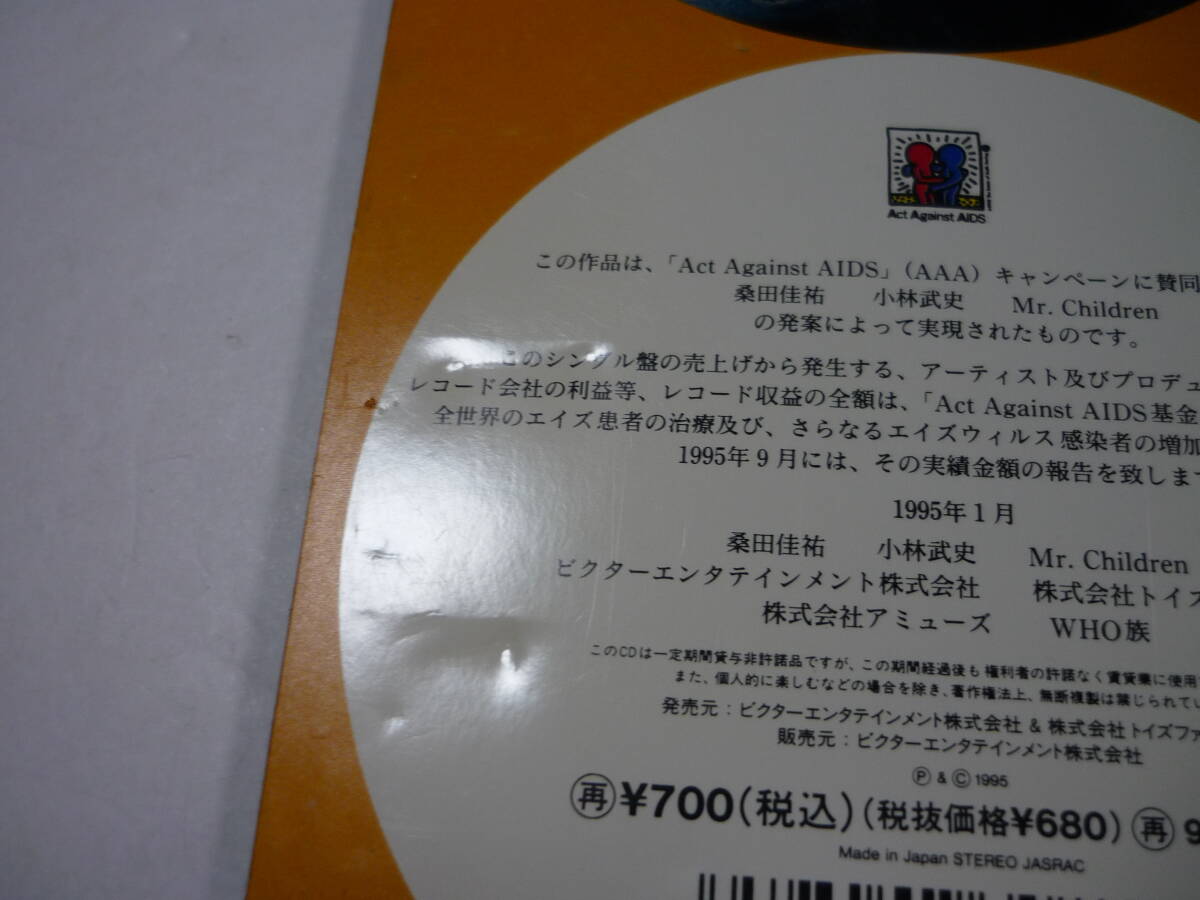 Act Against AIDS
この作品は、「Act Against AIDS」(AAA) キャンペーンに賛同
桑田佳祐 小林武史 Mr. Children
の発案によって実現されたものです。
このシングル盤の売上げから発生する、アーティスト及びプロデュ
レコード会社の利益等、レコード収益の全額は、「Act Against AIDS基金
全世界のエイズ患者の治療及び、さらなるエイズウィルス感染者の増加
1995年9月には、その実績金額の報告を致しま
1995年1月
桑田佳祐 小林武史 Mr. Children
ビクターエンタテインメント株式会社 株式会社トイズ
株式会社アミューズ WHO族
このCDは一定期間貸与非許諾品ですが、この期間経過後も権利者の許諾なく賃貸業に使用
また、個人的に楽しむなどの場合を除き、著作権法上、無断複製は禁じられてい
発売元：ビクターエンタテインメント株式会社 & 株式会社トイズファ
販売元：ビクターエンタテインメント株式会社
Ⓟ & © 1995
㊢¥700(税込)(税抜価格¥680) 再 9
Made in Japan STEREO JASRAC